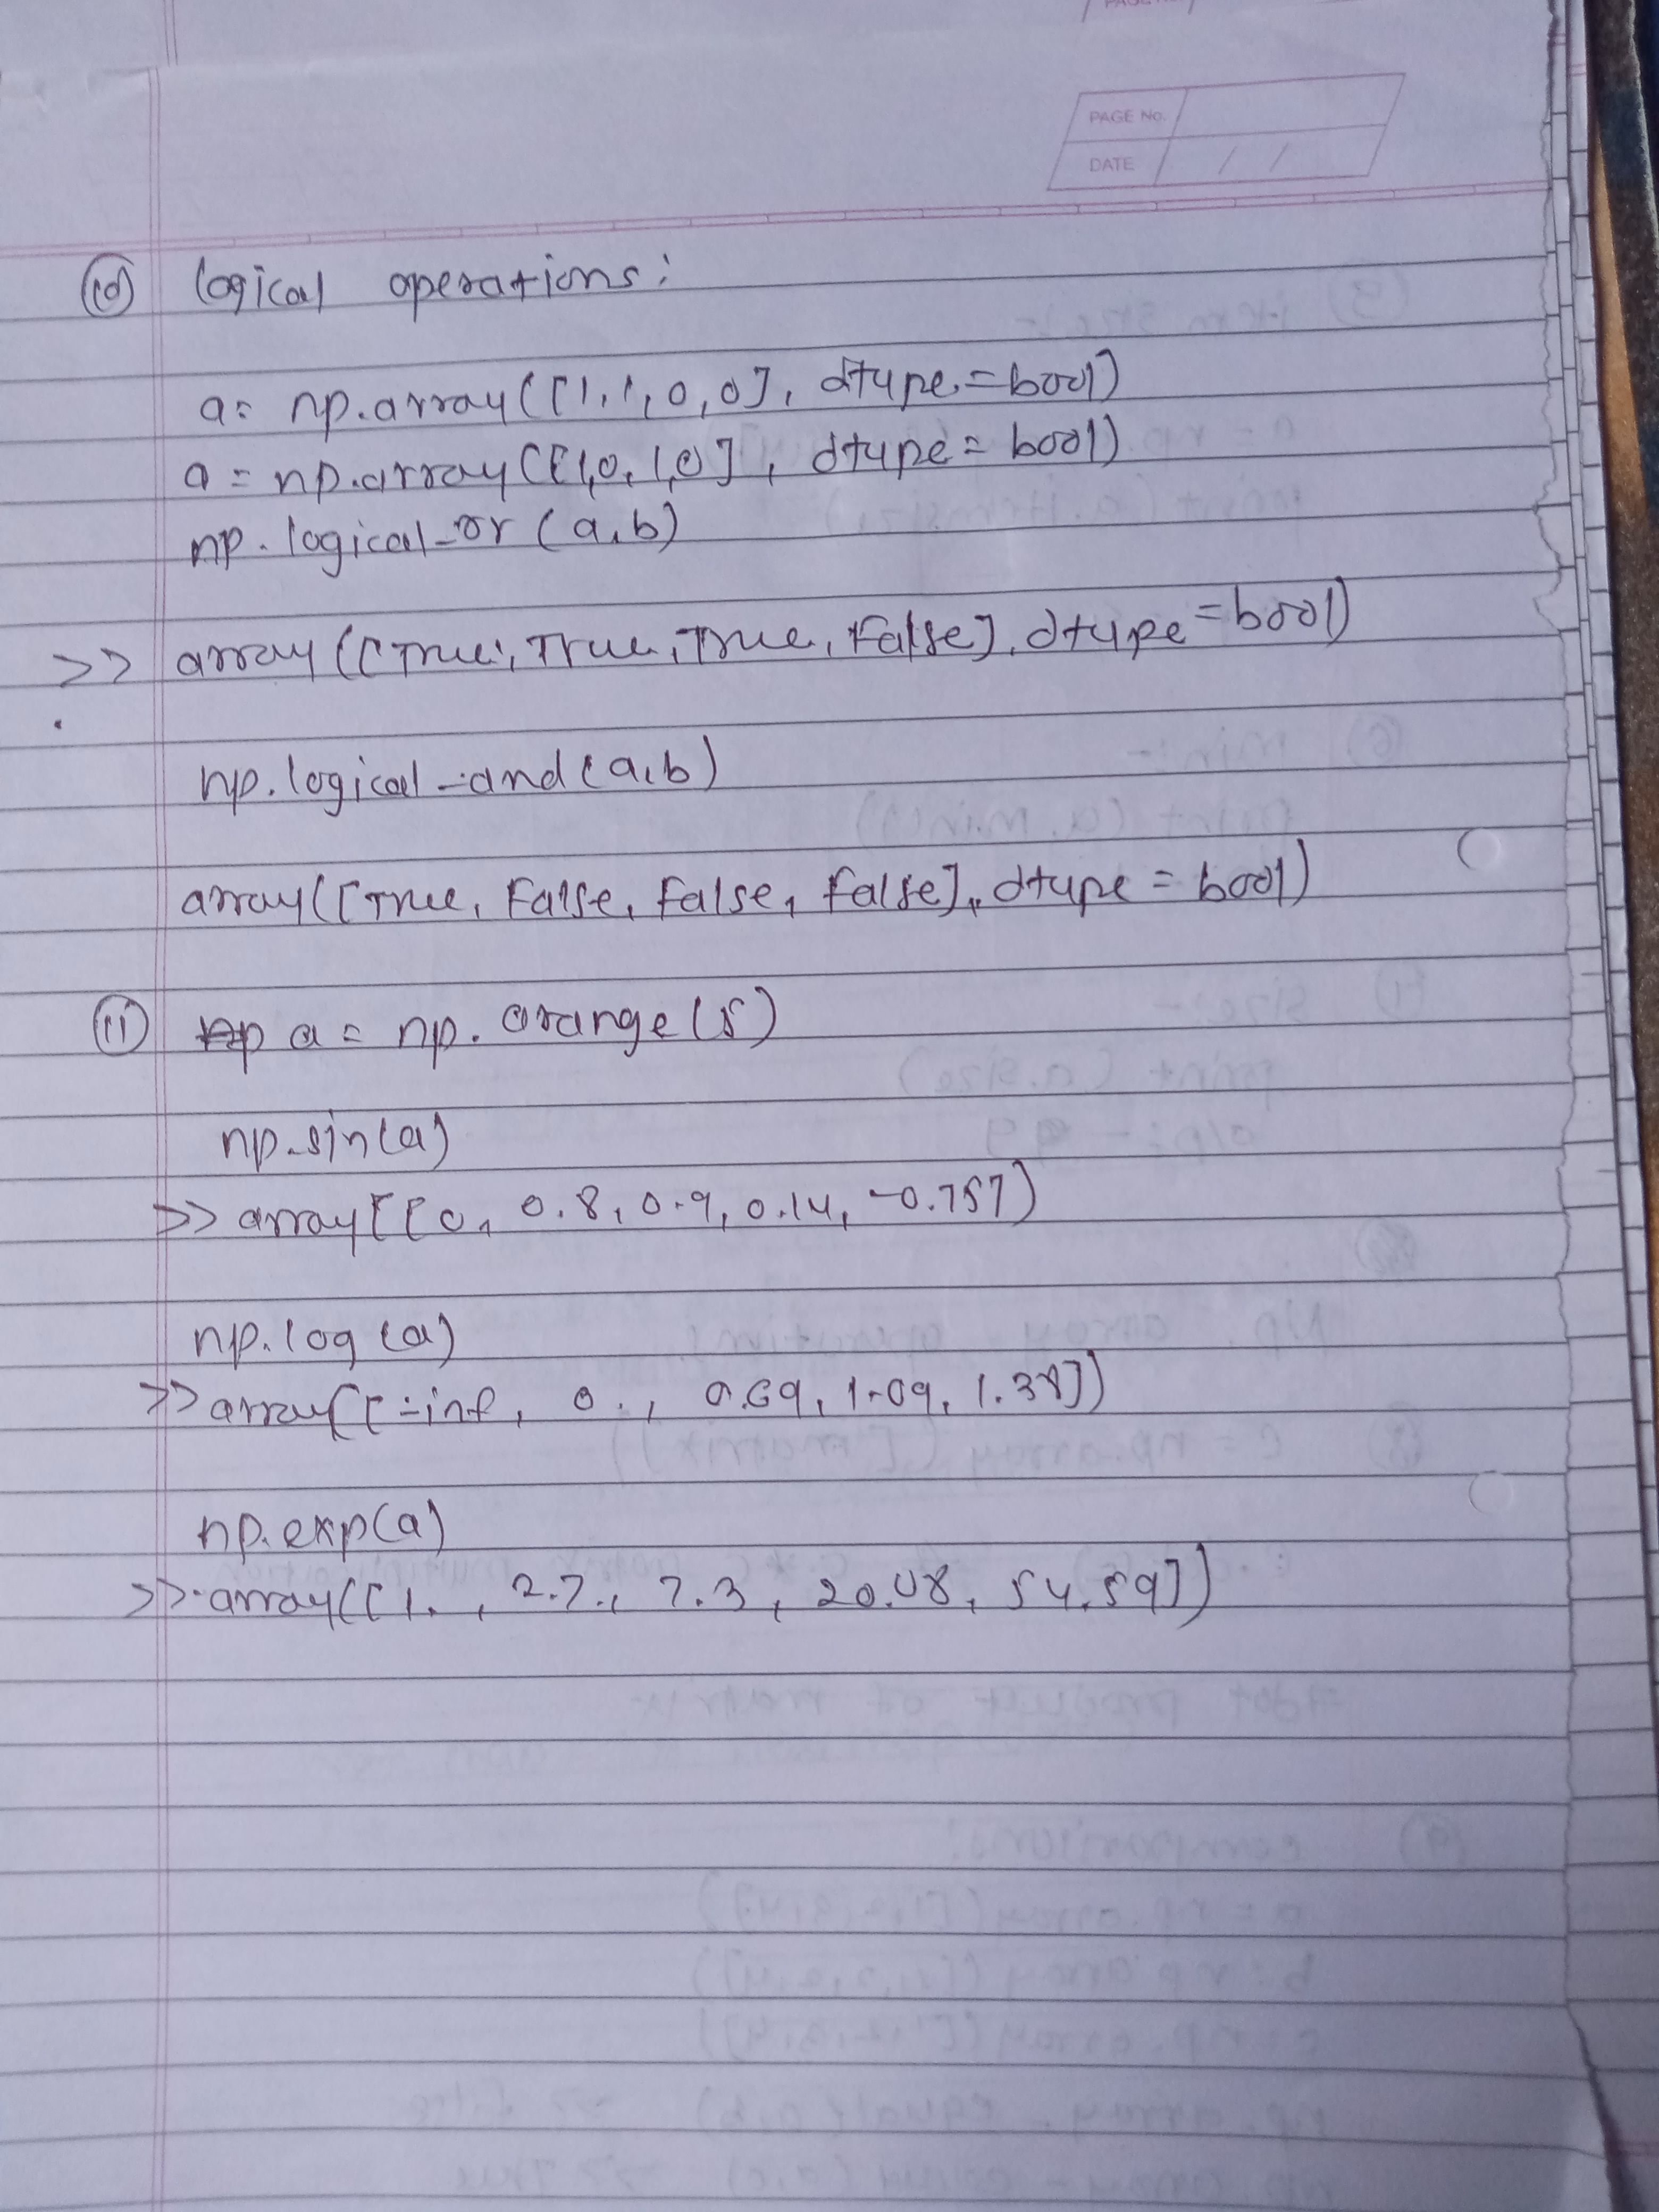 PAGE No.
DATE / /
(10) logical operations:
a= np.array([1,1,0,0], dtype=bool)
a = np.array([1,0,1,0], dtype = bool)
np.logical_or (a,b)
>> array([True, True, True, False], dtype=bool)
np.logical_and(a,b)
array([True, False, False, False], dtype = bool)
(11) a = np. arange(5)
np.sin(a)
>> array[[0, 0.8, 0.9, 0.14, -0.757)
np.log(a)
>> array([-inf, 0., 0.69, 1.09, 1.38])
np.exp(a)
>> array([1., 2.7, 7.3, 20.08, 54.59])